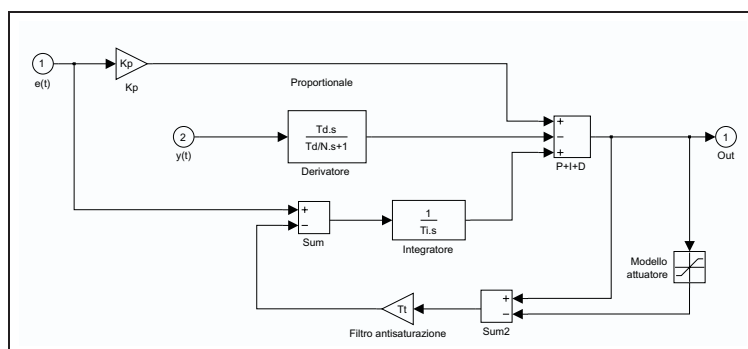 1
e(t)
Kp
Kp
Proportionale
2
y(t)
Td.s
Td/N.s+1
Derivatore
+
−
+
P+I+D
1
Out
+
−
Sum
1
Ti.s
Integratore
Modello
attuatore
Tt
Filtro antisaturazione
+
−
Sum2